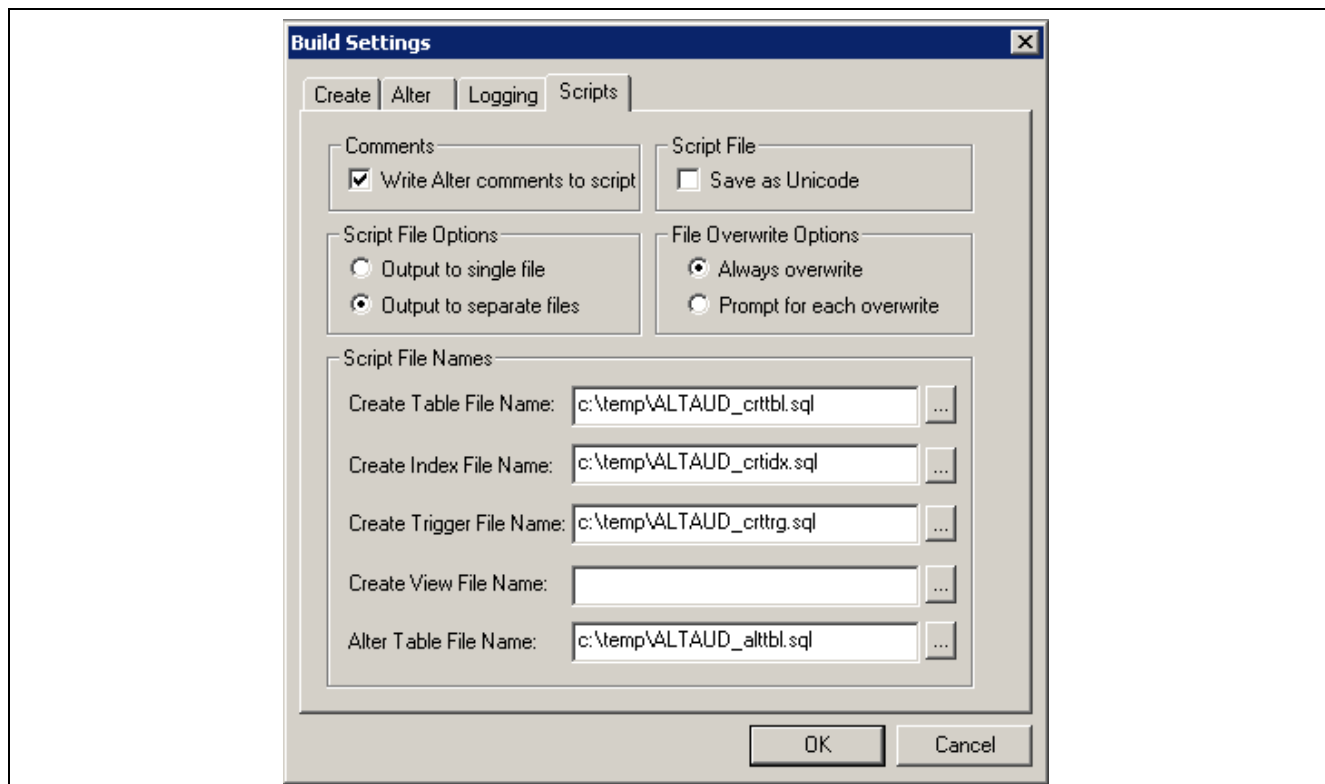 Build Settings
Create Alter Logging Scripts
Comments
Write Alter comments to script
Script File
Save as Unicode
Script File Options
Output to single file
Output to separate files
File Overwrite Options
Always overwrite
Prompt for each overwrite
Script File Names
Create Table File Name: c:\temp\ALTAUD_crttbl.sql ...
Create Index File Name: c:\temp\ALTAUD_crtidx.sql ...
Create Trigger File Name: c:\temp\ALTAUD_crttrg.sql ...
Create View File Name: ...
Alter Table File Name: c:\temp\ALTAUD_alttbl.sql ...
OK Cancel